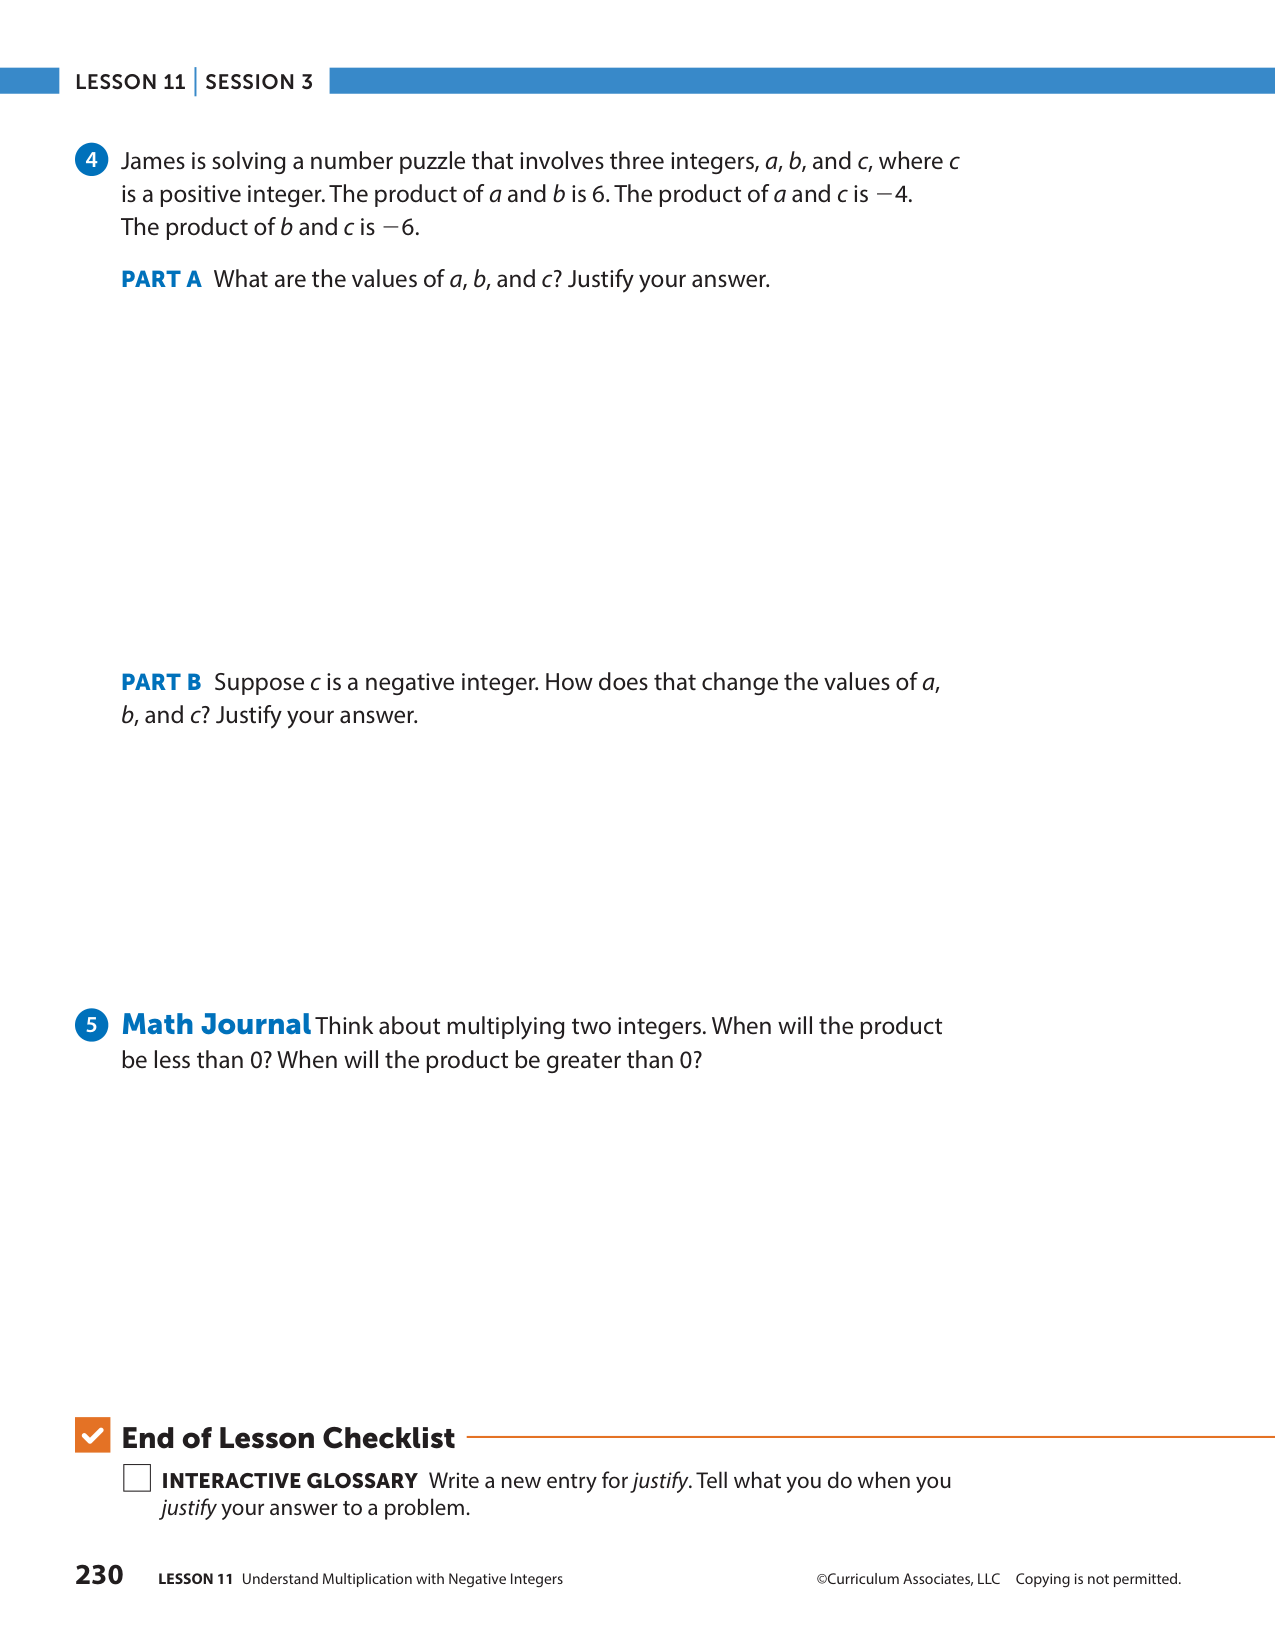 LESSON 11 | SESSION 3
4 James is solving a number puzzle that involves three integers, a, b, and c, where c
is a positive integer. The product of a and b is 6. The product of a and c is −4.
The product of b and c is −6.
PART A What are the values of a, b, and c? Justify your answer.
PART B Suppose c is a negative integer. How does that change the values of a,
b, and c? Justify your answer.
5 Math Journal Think about multiplying two integers. When will the product
be less than 0? When will the product be greater than 0?
End of Lesson Checklist
INTERACTIVE GLOSSARY Write a new entry for justify. Tell what you do when you
justify your answer to a problem.
230 LESSON 11 Understand Multiplication with Negative Integers ©Curriculum Associates, LLC Copying is not permitted.